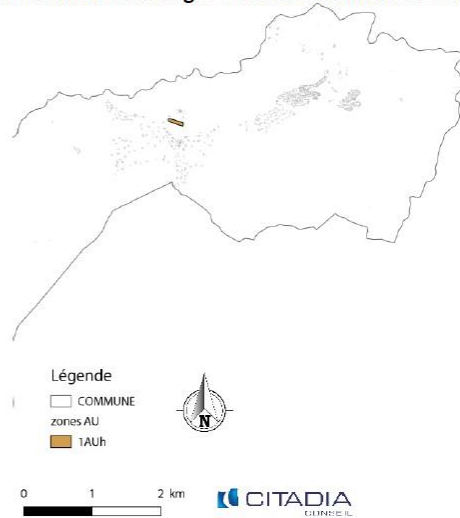 Légende
COMMUNE
zones AU
1AUh
N
0 1 2 km
CITADIA
CONSEIL